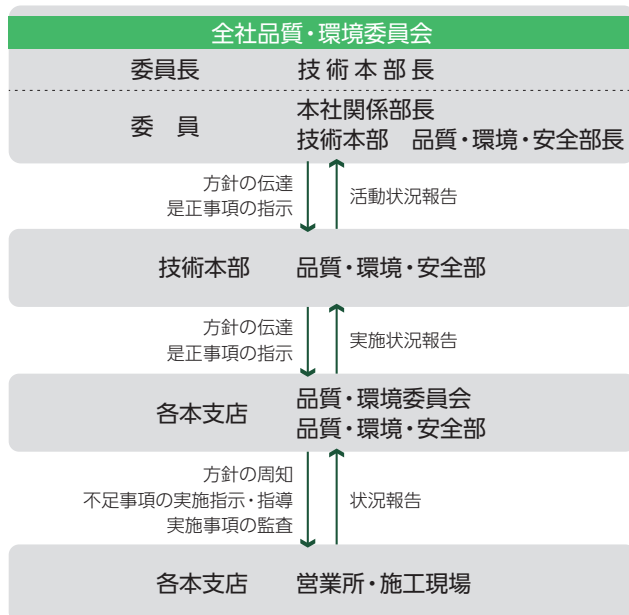 全社品質・環境委員会
委員長 技術本部長
委 員 本社関係部長
技術本部 品質・環境・安全部長
方針の伝達
是正事項の指示
活動状況報告
技術本部 品質・環境・安全部
方針の伝達
是正事項の指示
実施状況報告
各本支店 品質・環境委員会
品質・環境・安全部
方針の周知
不足事項の実施指示・指導
実施事項の監査
状況報告
各本支店 営業所・施工現場